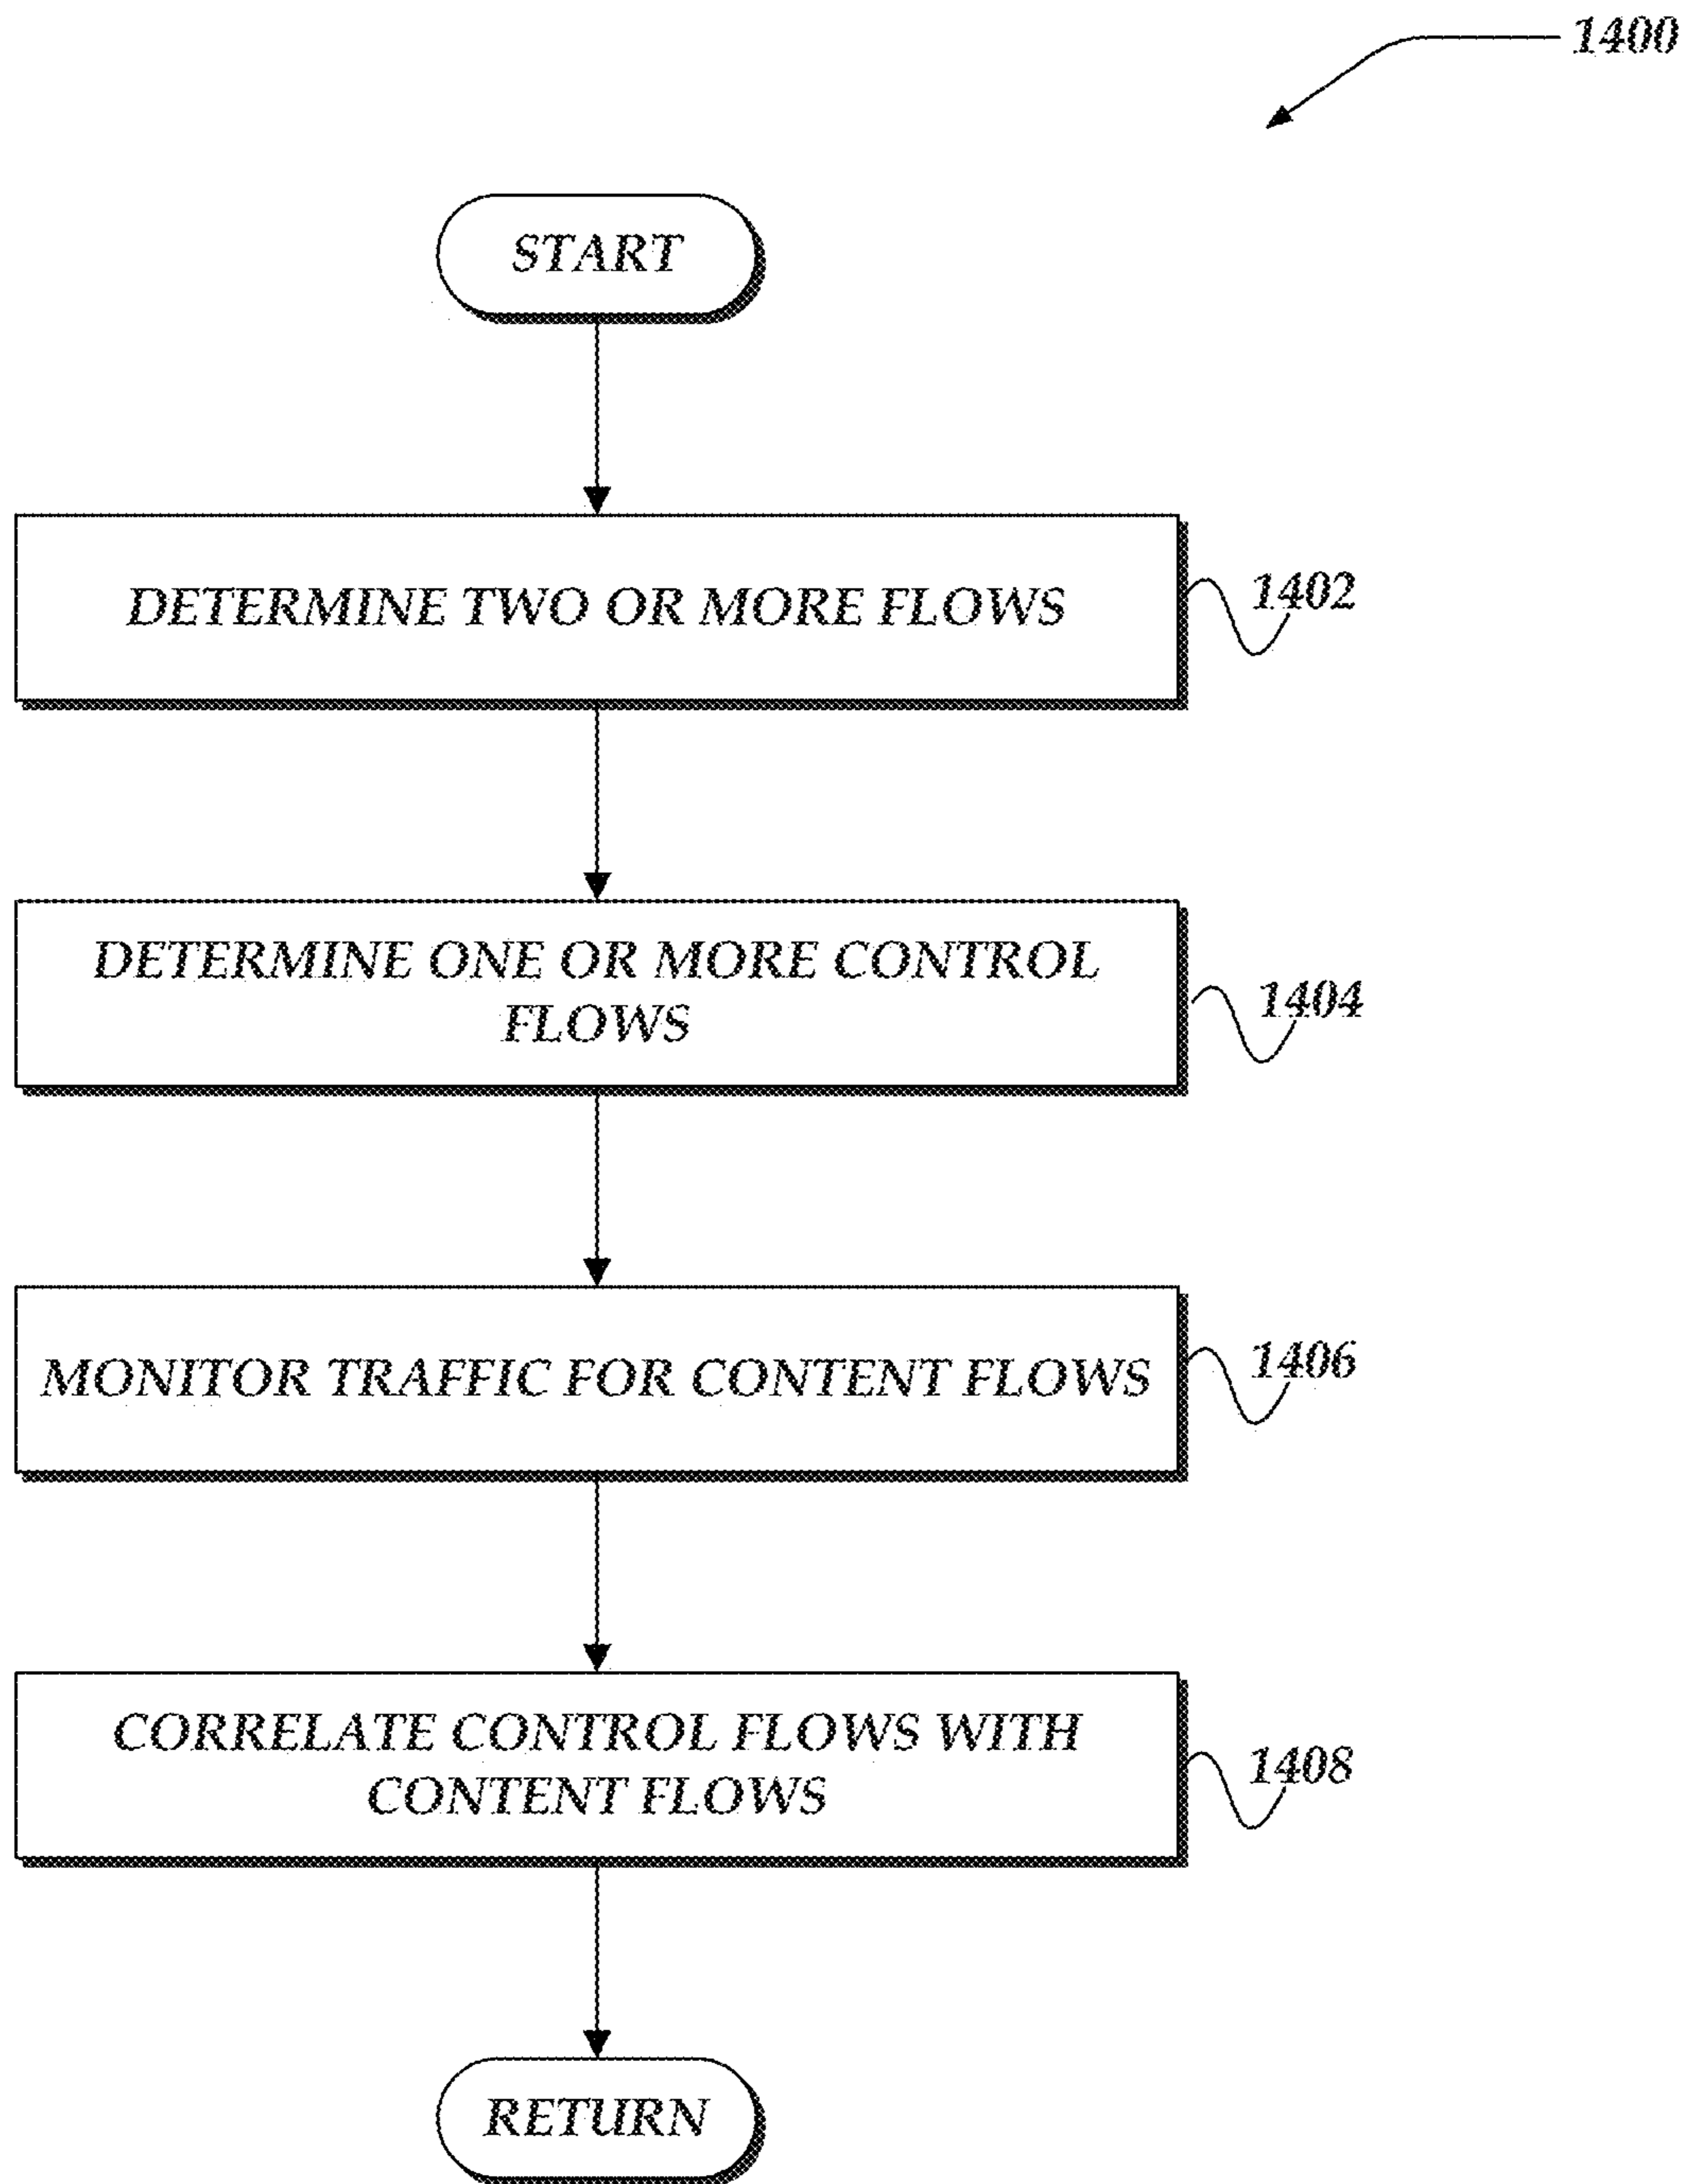 1400
START
DETERMINE TWO OR MORE FLOWS
1402
DETERMINE ONE OR MORE CONTROL
FLOWS
1404
MONITOR TRAFFIC FOR CONTENT FLOWS
1406
CORRELATE CONTROL FLOWS WITH
CONTENT FLOWS
1408
RETURN